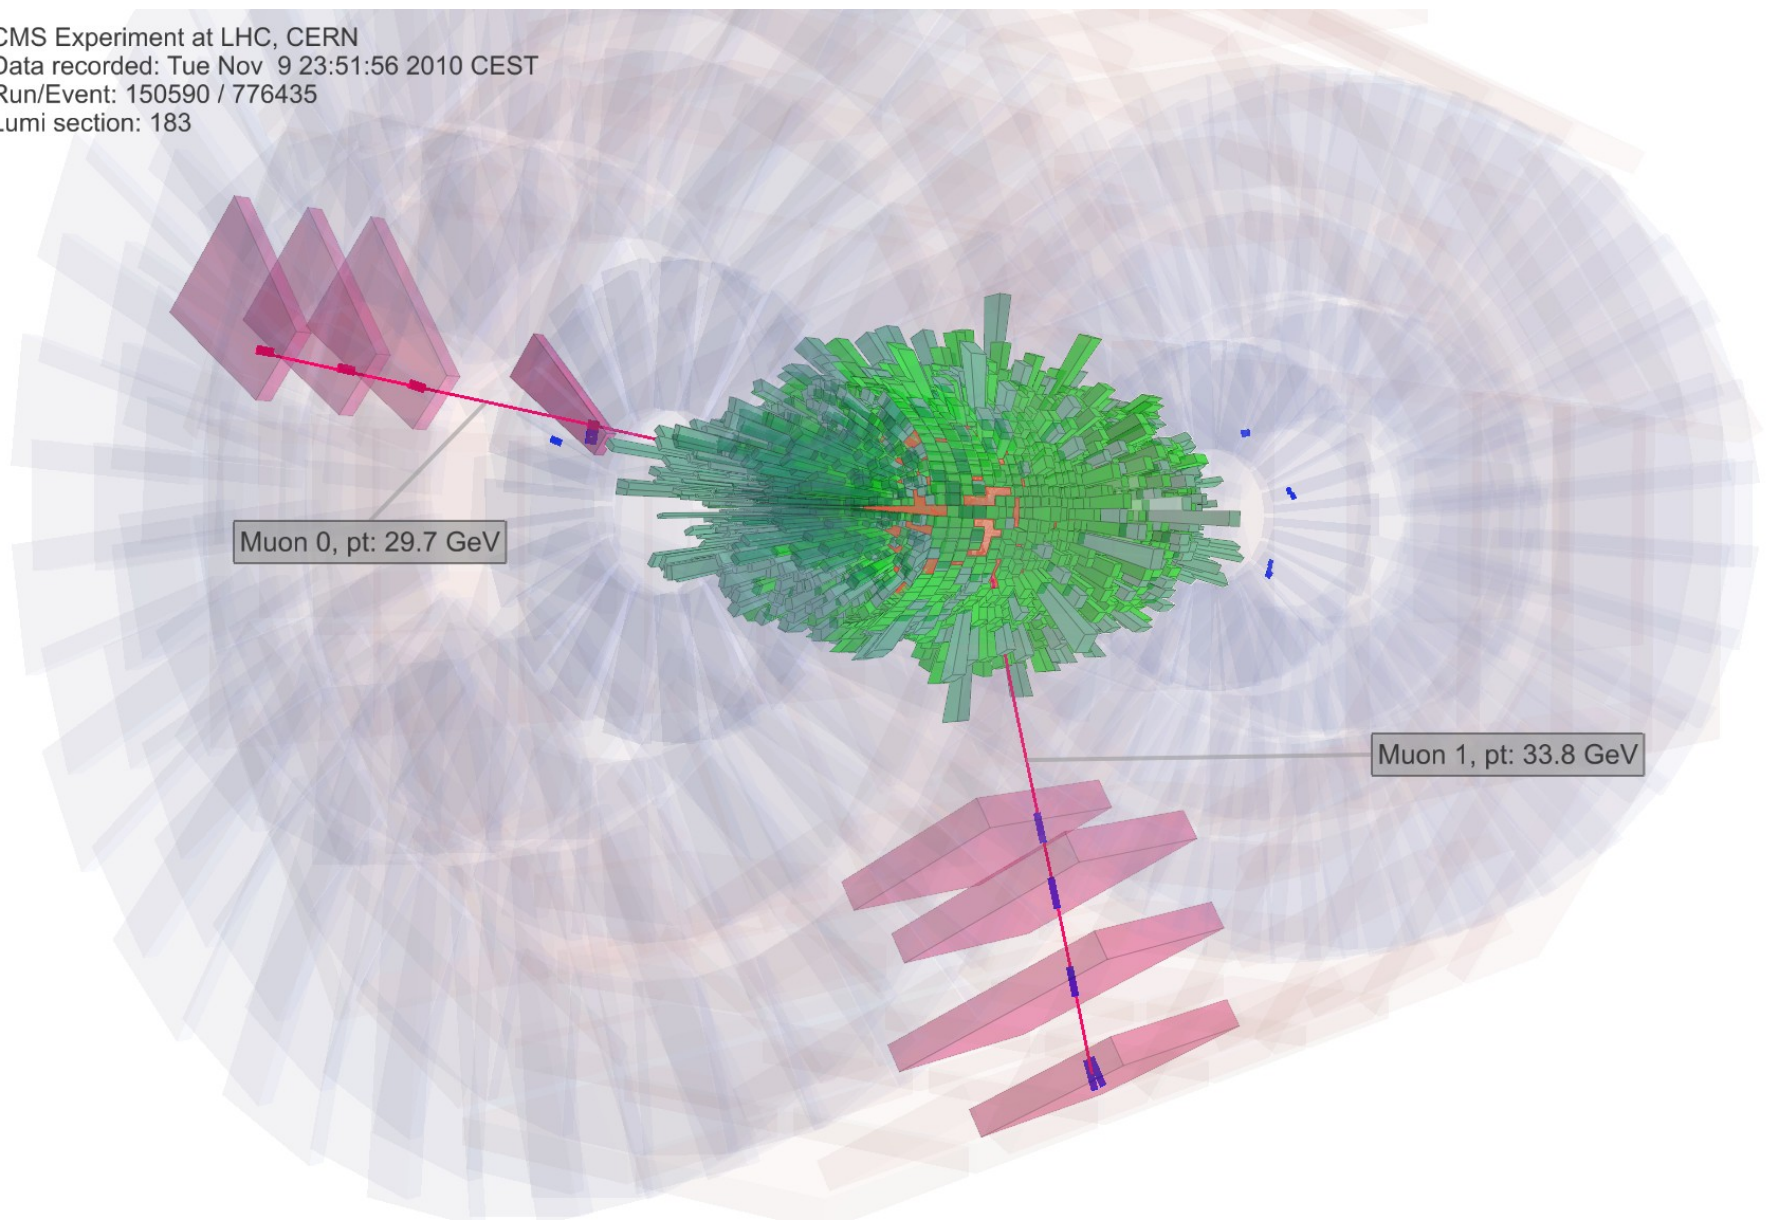 CMS Experiment at LHC, CERN
Data recorded: Tue Nov 9 23:51:56 2010 CEST
Run/Event: 150590 / 776435
Lumi section: 183
Muon 0, pt: 29.7 GeV
Muon 1, pt: 33.8 GeV